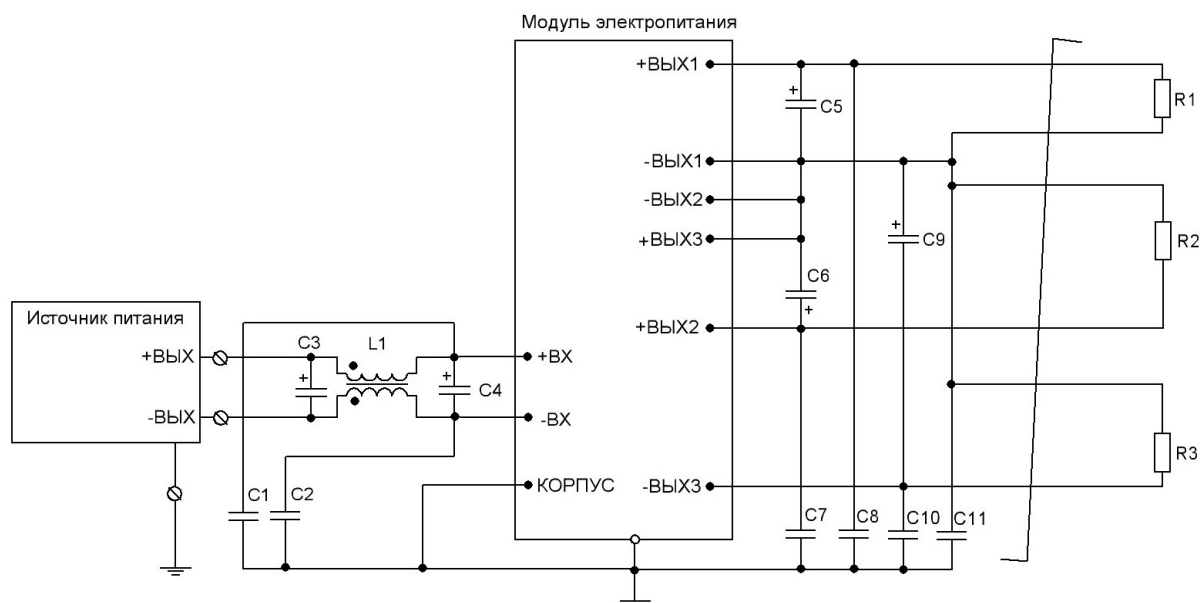 Модуль электропитания
+ВЫХ1
+
C5
R1
-ВЫХ1
-ВЫХ2
+ВЫХ3
+
C9
R2
C6
+
+ВЫХ2
Источник питания
+ВЫХ
-ВЫХ
C3
+
L1
+
C4
+ВХ
-ВХ
КОРПУС
-ВЫХ3
R3
C1
C2
C7
C8
C10
C11